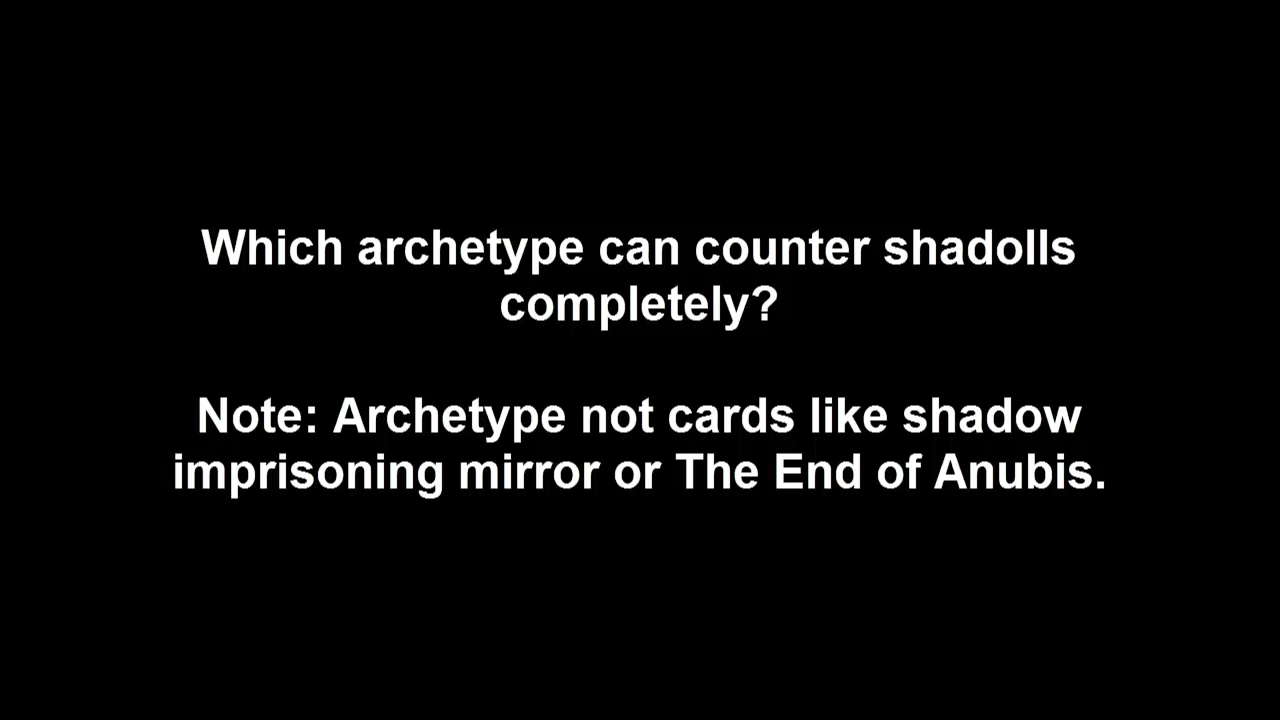 Which archetype can counter shadolls
completely?
Note: Archetype not cards like shadow
imprisoning mirror or The End of Anubis.